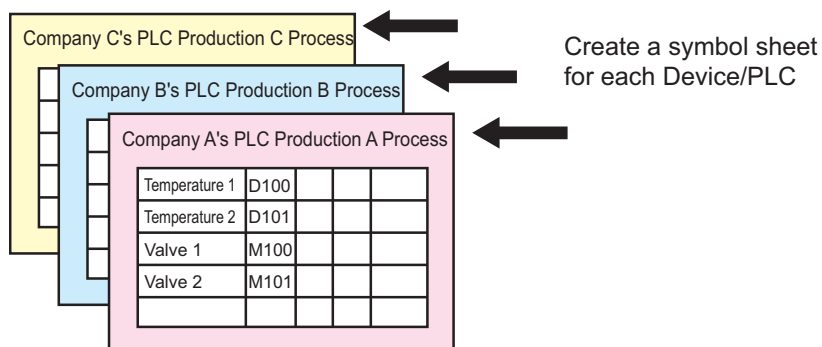 Company C's PLC Production C Process
Company B's PLC Production B Process
Company A's PLC Production A Process
Temperature 1 D100
Temperature 2 D101
Valve 1 M100
Valve 2 M101
Create a symbol sheet
for each Device/PLC